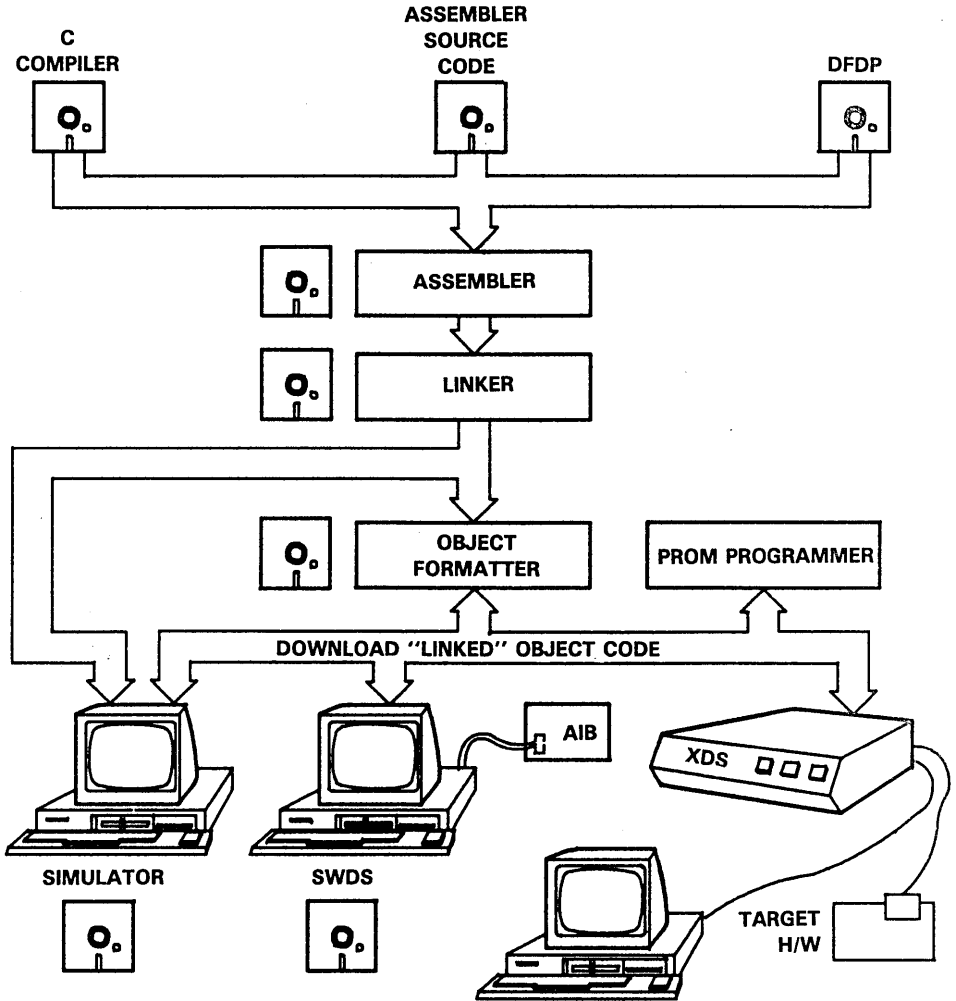 C
COMPILER
ASSEMBLER
SOURCE
CODE
DFDP
ASSEMBLER
LINKER
OBJECT
FORMATTER
PROM PROGRAMMER
DOWNLOAD "LINKED" OBJECT CODE
AIB
XDS
SIMULATOR
SWDS
TARGET
H/W